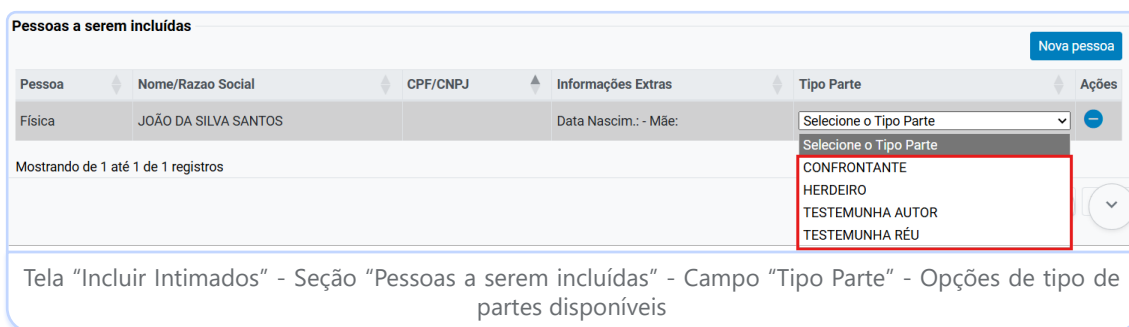 Pessoas a serem incluídas
Nova pessoa
Pessoa Nome/Razao Social CPF/CNPJ Informações Extras Tipo Parte Ações
Física JOÃO DA SILVA SANTOS Data Nascim.: - Mãe: Selecione o Tipo Parte
Selecione o Tipo Parte
Mostrando de 1 até 1 de 1 registros
CONFRONTANTE
HERDEIRO
TESTEMUNHA AUTOR
TESTEMUNHA RÉU
Tela “Incluir Intimados” - Seção “Pessoas a serem incluídas” - Campo “Tipo Parte” - Opções de tipo de
partes disponíveis